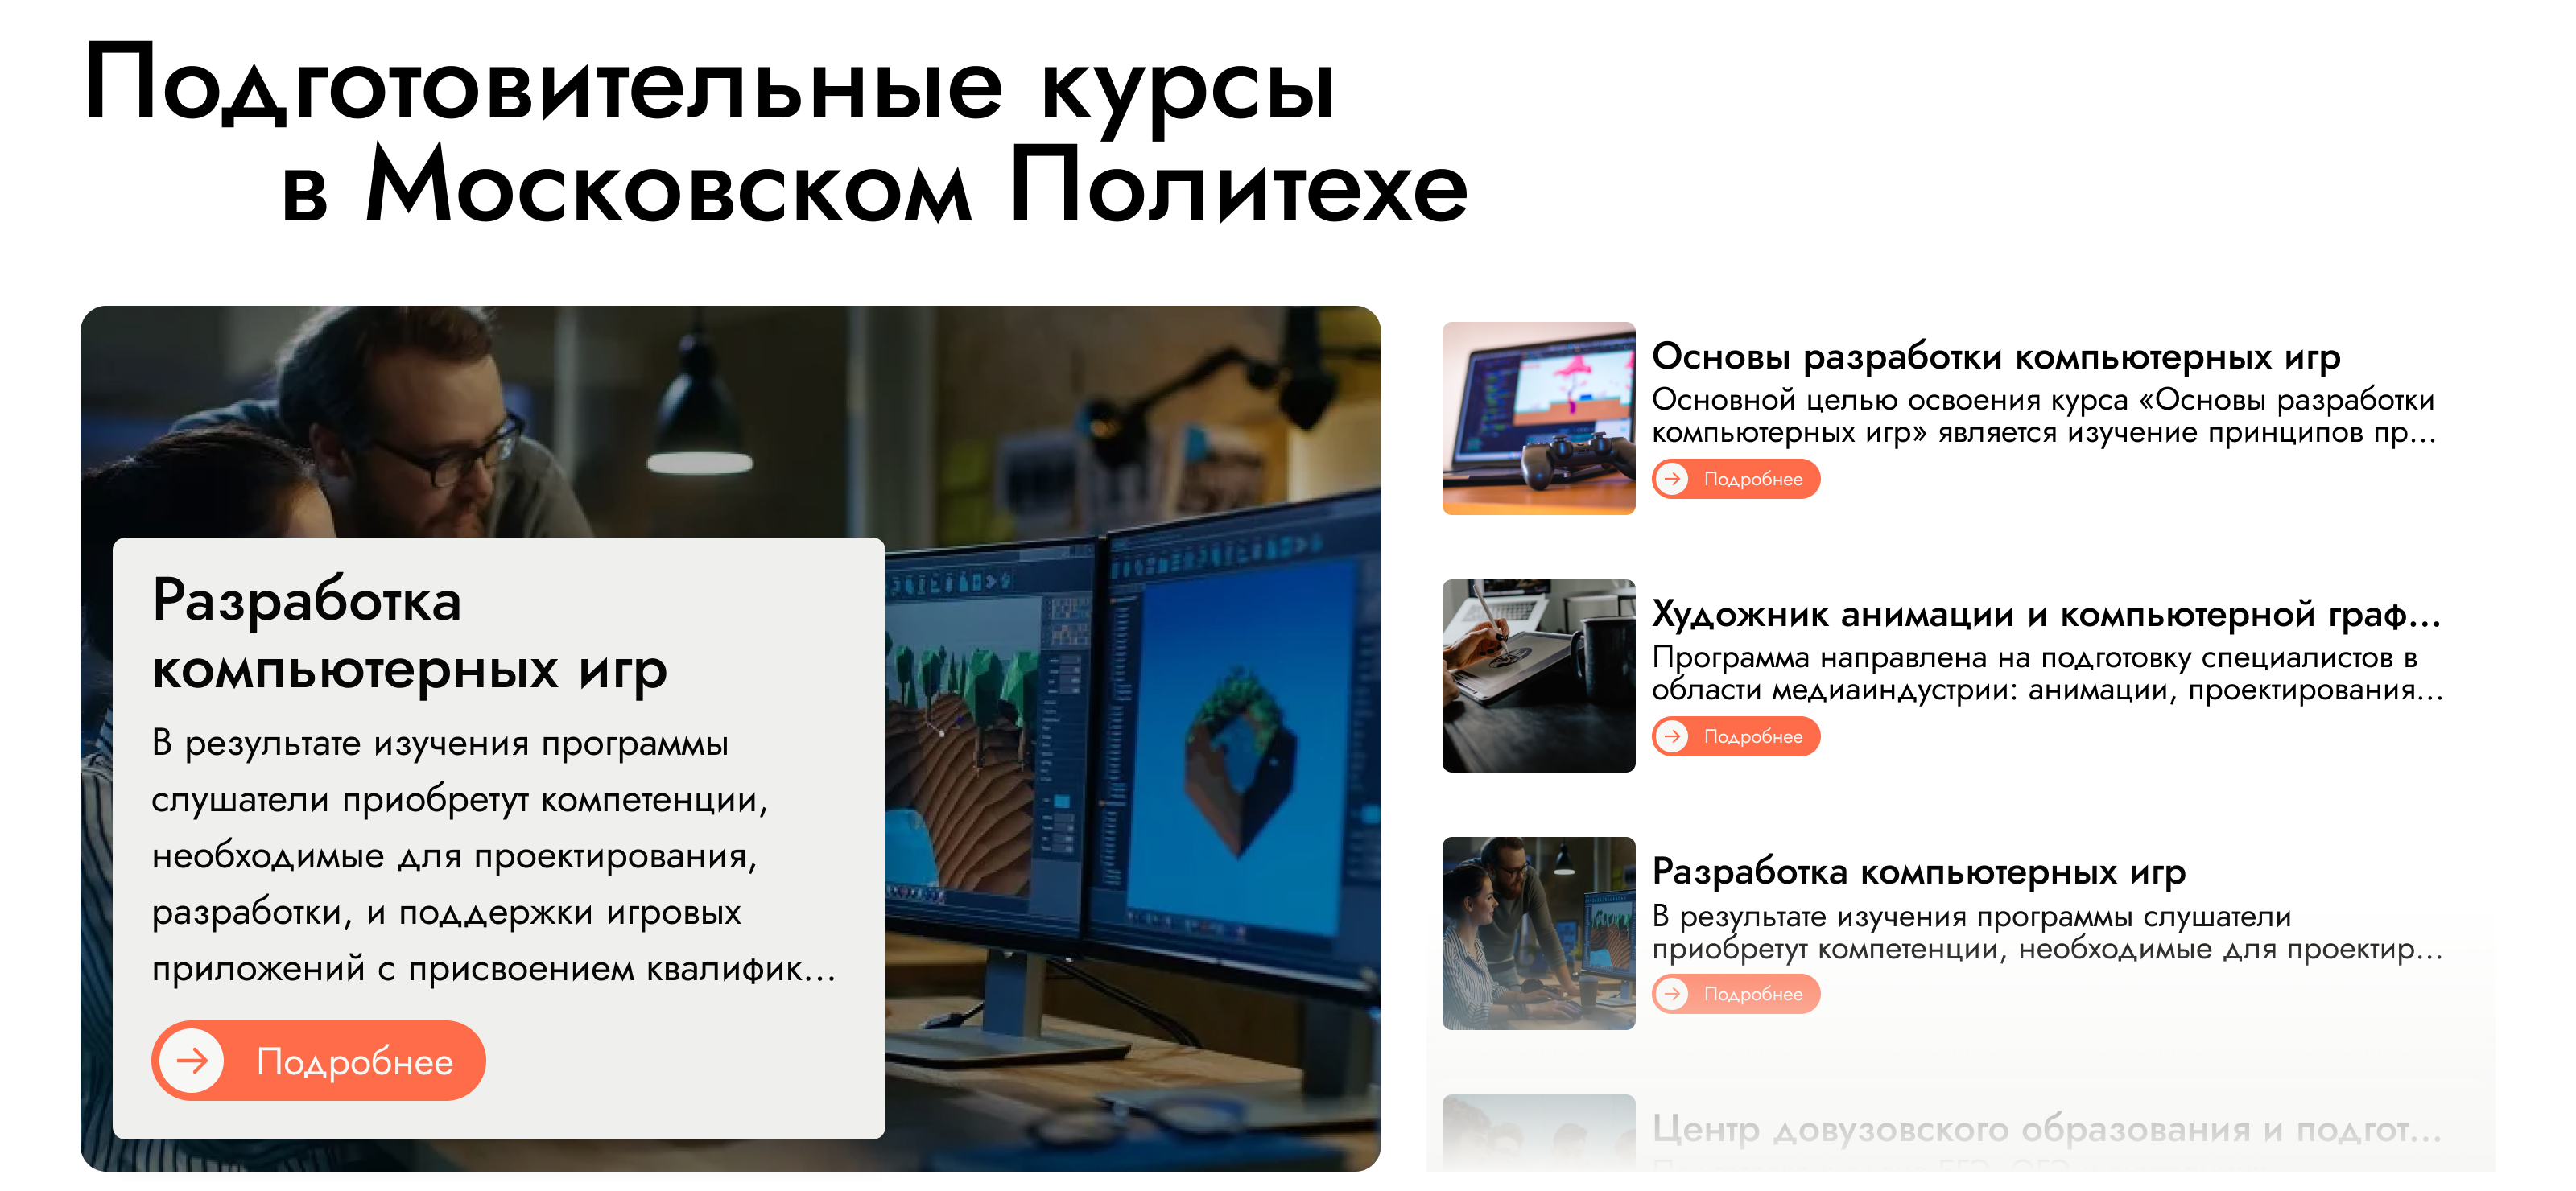 Подготовительные курсы
в Московском Политехе
Разработка
компьютерных игр
В результате изучения программы
слушатели приобретут компетенции,
необходимые для проектирования,
разработки, и поддержки игровых
приложений с присвоением квалифик...
Подробнее
Основы разработки компьютерных игр
Основной целью освоения курса «Основы разработки
компьютерных игр» является изучение принципов пр...
Подробнее
Художник анимации и компьютерной граф...
Программа направлена на подготовку специалистов в
области медиаиндустрии: анимации, проектирования...
Подробнее
Разработка компьютерных игр
В результате изучения программы слушатели
приобретут компетенции, необходимые для проектир...
Подробнее
Центр довузовского образования и подгот...